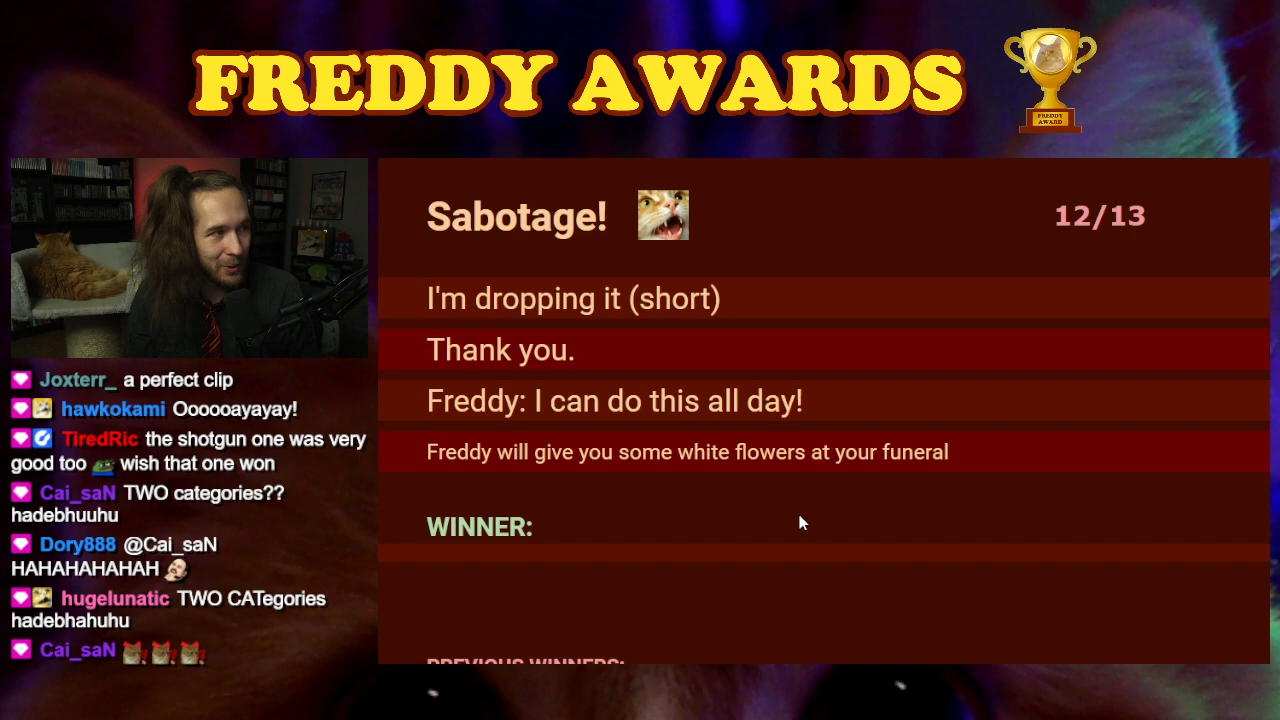 FREDDY AWARDS
FREDDY
AWARD
Sabotage!
12/13
I'm dropping it (short)
Thank you.
Freddy: I can do this all day!
Freddy will give you some white flowers at your funeral
WINNER:
PREVIOUS WINNERS:
Joxterr_ a perfect clip
hawkokami Oooooayayay!
TiredRic the shotgun one was very
good too wish that one won
Cai_saN TWO categories??
hadebhuuhu
Dory888 @Cai_saN
HAHAHAHAHAH
hugelunatic TWO CATegories
hadebhahuhu
Cai_saN